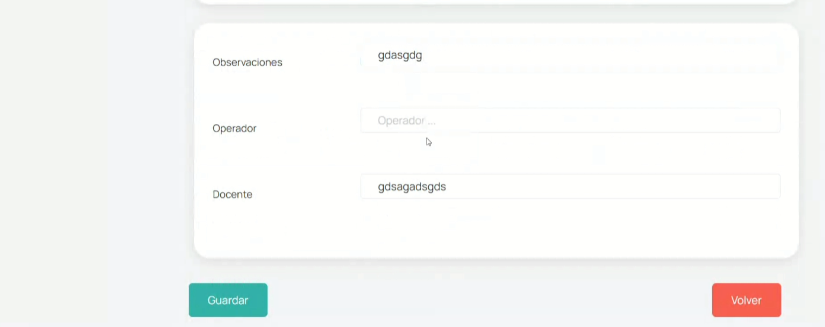 Observaciones gdasgdg
Operador Operador...
Docente gdsagadsgds
Guardar Volver